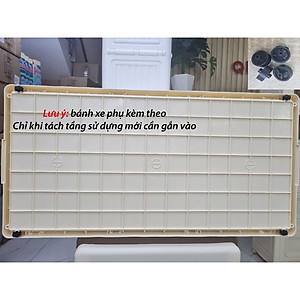 Lưu ý: bánh xe phụ kèm theo
Chỉ khi tách tầng sử dụng mới cần gắn vào